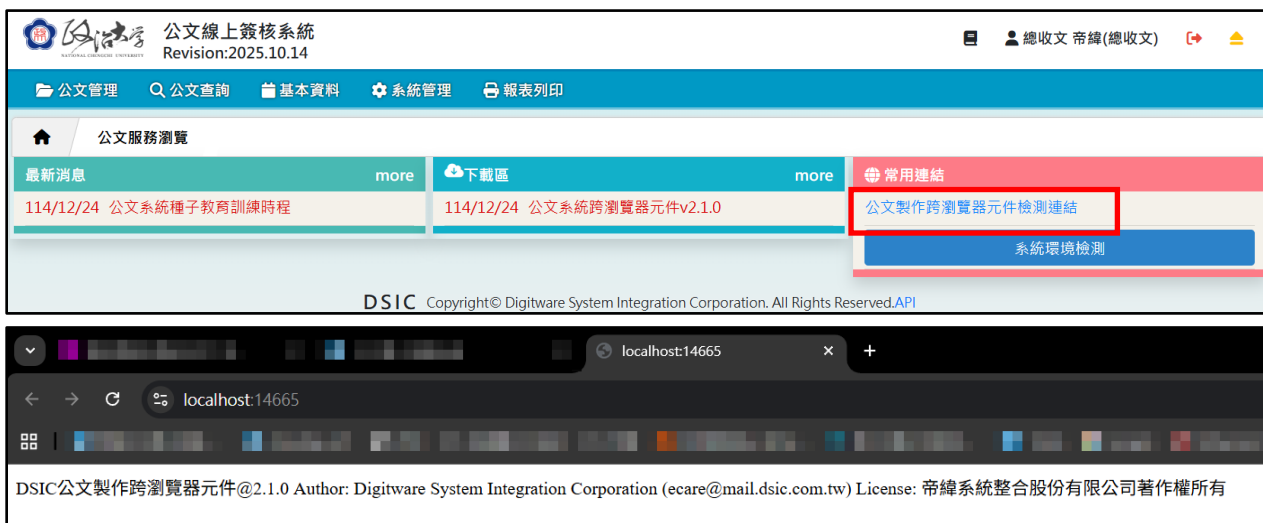 政治大學 公文線上簽核系統
NATIONAL CHENGCHI UNIVERSITY Revision:2025.10.14
總收文 帝緯(總收文)
公文管理 公文查詢 基本資料 系統管理 報表列印
公文服務瀏覽
最新消息 more 下載區 more 常用連結
114/12/24 公文系統種子教育訓練時程 114/12/24 公文系統跨瀏覽器元件v2.1.0 公文製作跨瀏覽器元件檢測連結
系統環境檢測
DSIC Copyright© Digitware System Integration Corporation. All Rights Reserved.API
localhost:14665
localhost:14665
DSIC公文製作跨瀏覽器元件@2.1.0 Author: Digitware System Integration Corporation (ecare@mail.dsic.com.tw) License: 帝緯系統整合股份有限公司著作權所有